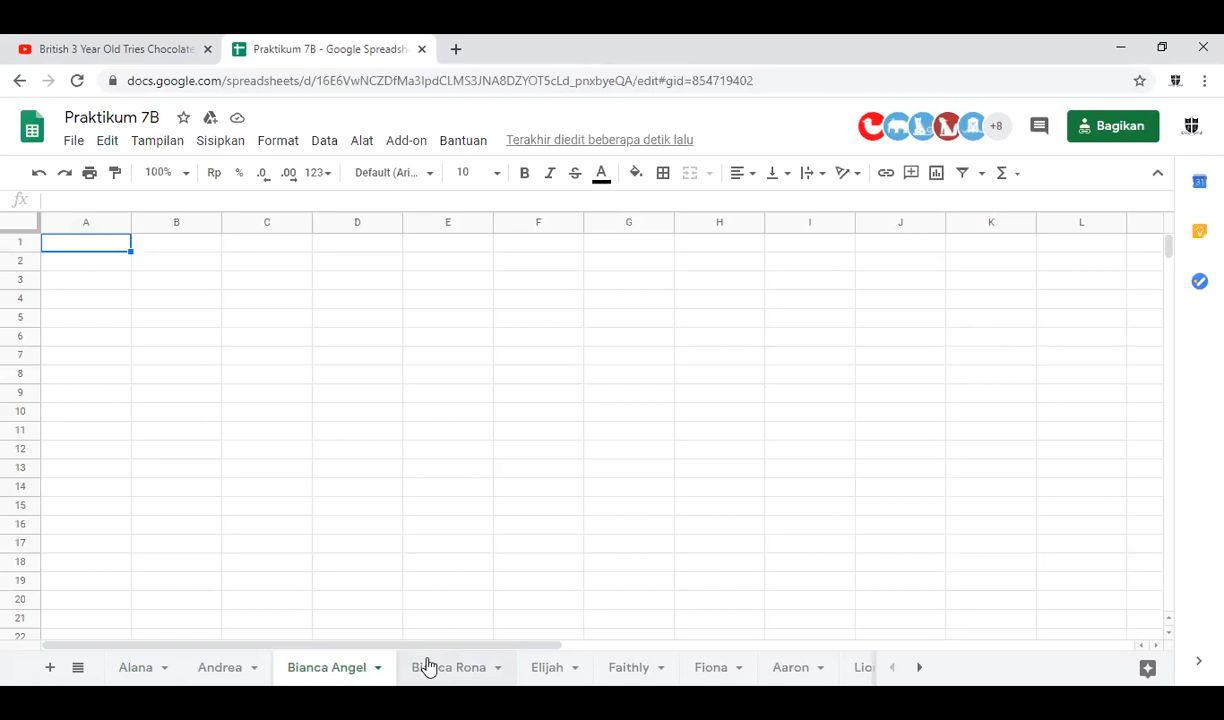 British 3 Year Old Tries Chocolate
Praktikum 7B - Google Spreadsh
docs.google.com/spreadsheets/d/16E6VwNCZDfMa3IpdCLMS3JNA8DZYOT5cLd_pnxbyeQA/edit#gid=854719402
Praktikum 7B
File Edit Tampilan Sisipkan Format Data Alat Add-on Bantuan Terakhir diedit beberapa detik lalu
+8
Bagikan
100% Rp % .0 .00 123 Default (Ari... 10 B I S A Σ
fx
A B C D E F G H I J K L
1
2
3
4
5
6
7
8
9
10
11
12
13
14
15
16
17
18
19
20
21
22
Alana Andrea Bianca Angel Rona Elijah Faithly Fiona Aaron